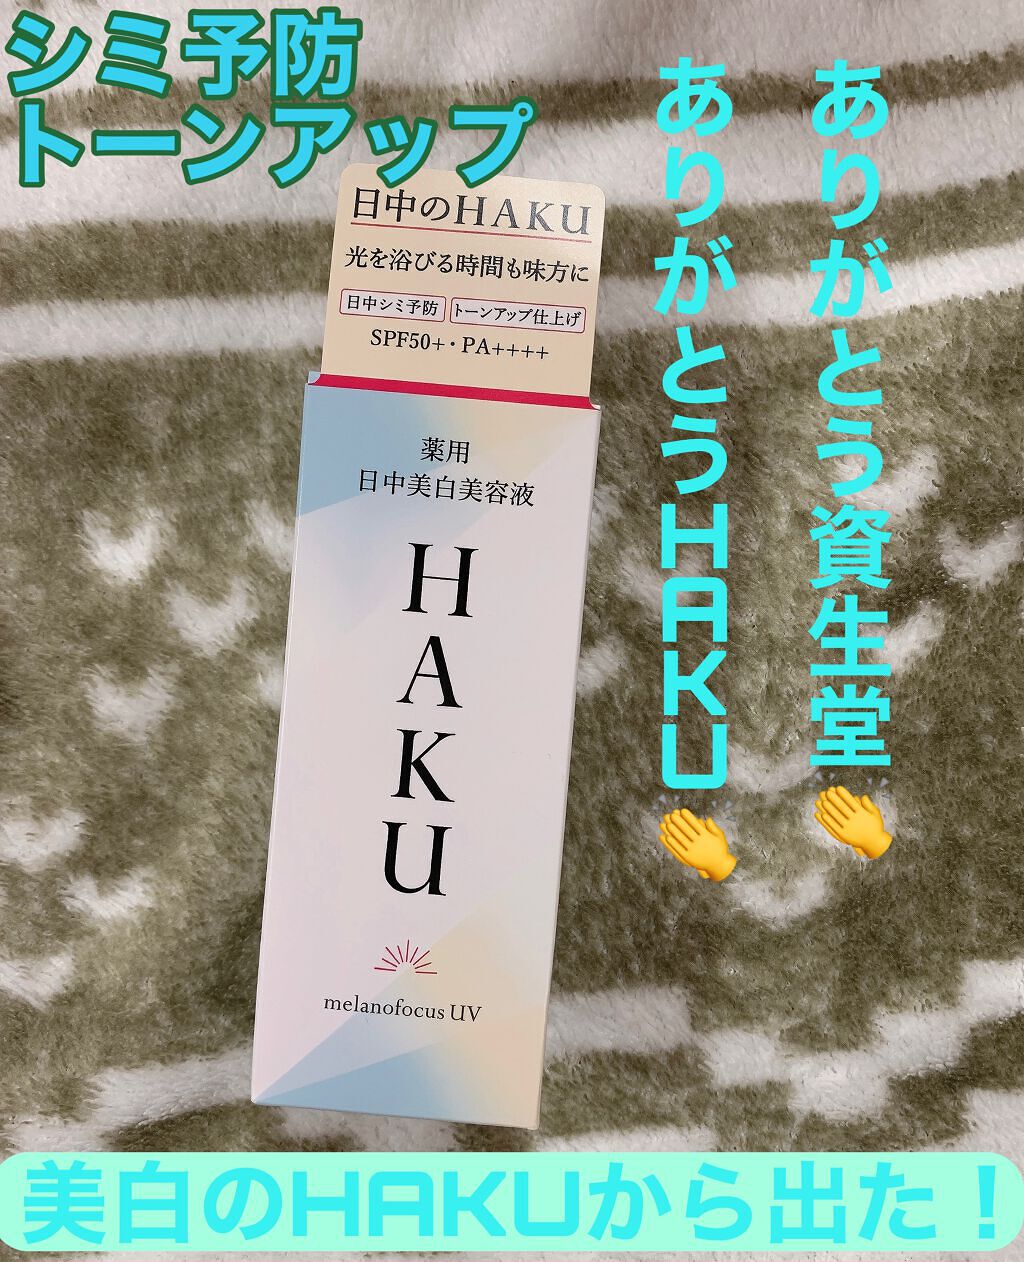 シミ予防
トーンアップ
ありがとう資生堂👏
ありがとうHAKU👏
日中のHAKU
光を浴びる時間も味方に
日中シミ予防 トーンアップ仕上げ
SPF50+・PA++++
薬用
日中美白美容液
HAKU
melanofocus UV
美白のHAKUから出た！